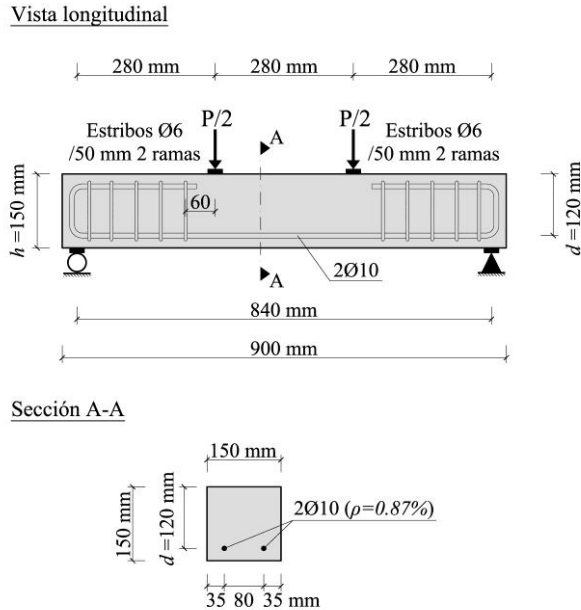 Vista longitudinal
280 mm 280 mm 280 mm
P/2 P/2
Estribos Ø6
/50 mm 2 ramas
A
Estribos Ø6
/50 mm 2 ramas
h =150 mm
60
d =120 mm
2Ø10
A
840 mm
900 mm
Sección A-A
150 mm
150 mm
d =120 mm
2Ø10 (ρ=0.87%)
35 80 35 mm